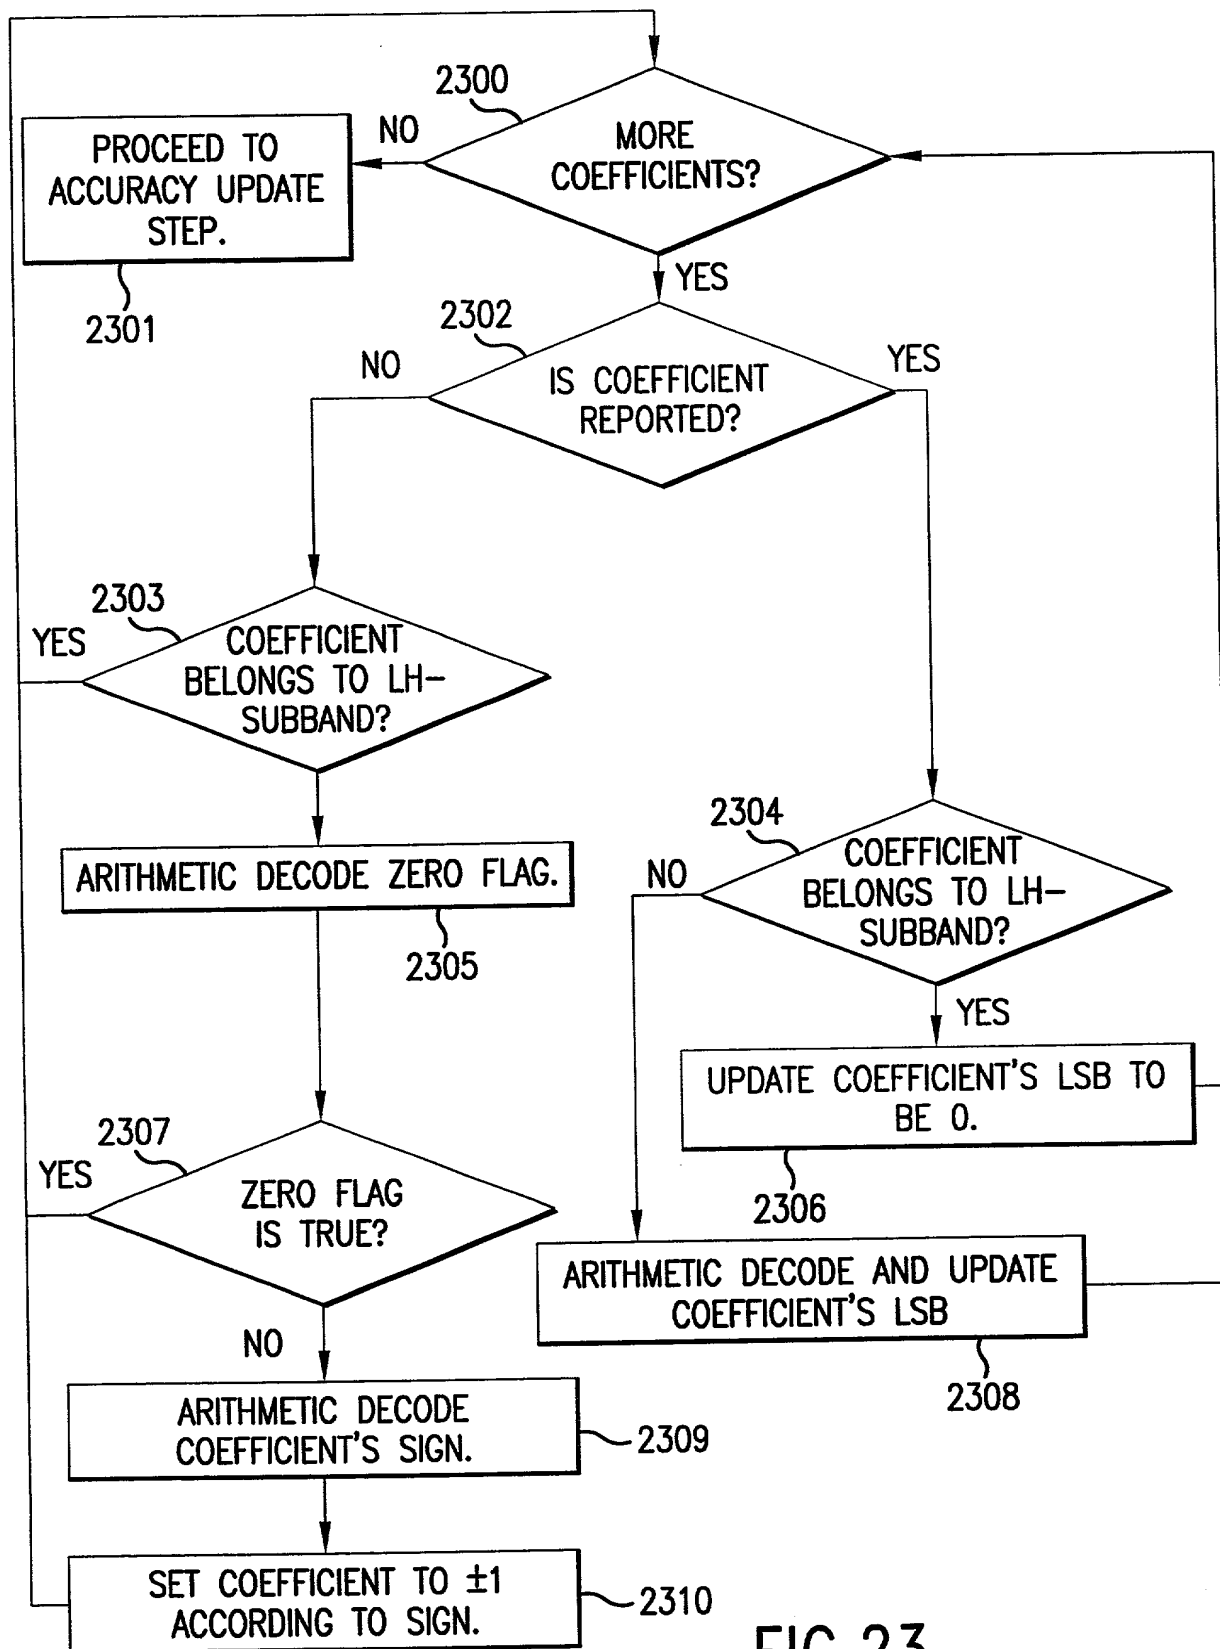 2300
MORE
COEFFICIENTS?
NO
PROCEED TO
ACCURACY UPDATE
STEP.
2301
YES
2302
IS COEFFICIENT
REPORTED?
NO
YES
2303
COEFFICIENT
BELONGS TO LH-
SUBBAND?
YES
ARITHMETIC DECODE ZERO FLAG.
2305
2304
COEFFICIENT
BELONGS TO LH-
SUBBAND?
NO
YES
UPDATE COEFFICIENT'S LSB TO
BE 0.
2306
2307
ZERO FLAG
IS TRUE?
YES
NO
ARITHMETIC DECODE AND UPDATE
COEFFICIENT'S LSB
2308
ARITHMETIC DECODE
COEFFICIENT'S SIGN.
2309
SET COEFFICIENT TO ±1
ACCORDING TO SIGN.
2310
FIG.23